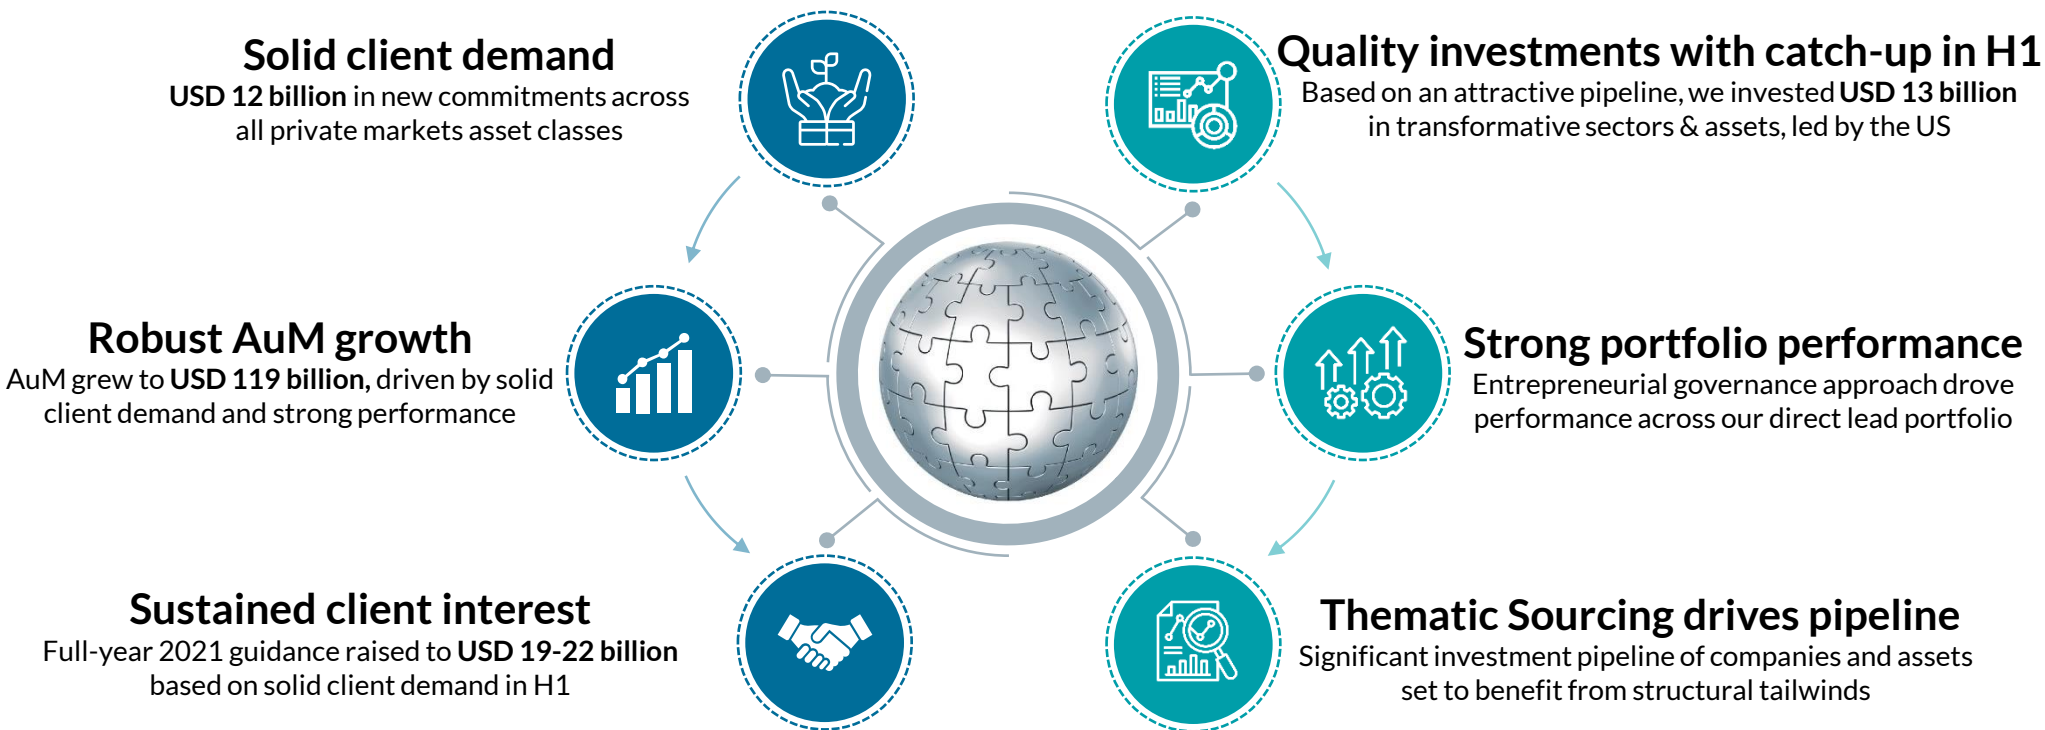 Solid client demand
USD 12 billion in new commitments across
all private markets asset classes
Robust AuM growth
AuM grew to USD 119 billion, driven by solid
client demand and strong performance
Sustained client interest
Full-year 2021 guidance raised to USD 19-22 billion
based on solid client demand in H1
Quality investments with catch-up in H1
Based on an attractive pipeline, we invested USD 13 billion
in transformative sectors & assets, led by the US
Strong portfolio performance
Entrepreneurial governance approach drove
performance across our direct lead portfolio
Thematic Sourcing drives pipeline
Significant investment pipeline of companies and assets
set to benefit from structural tailwinds